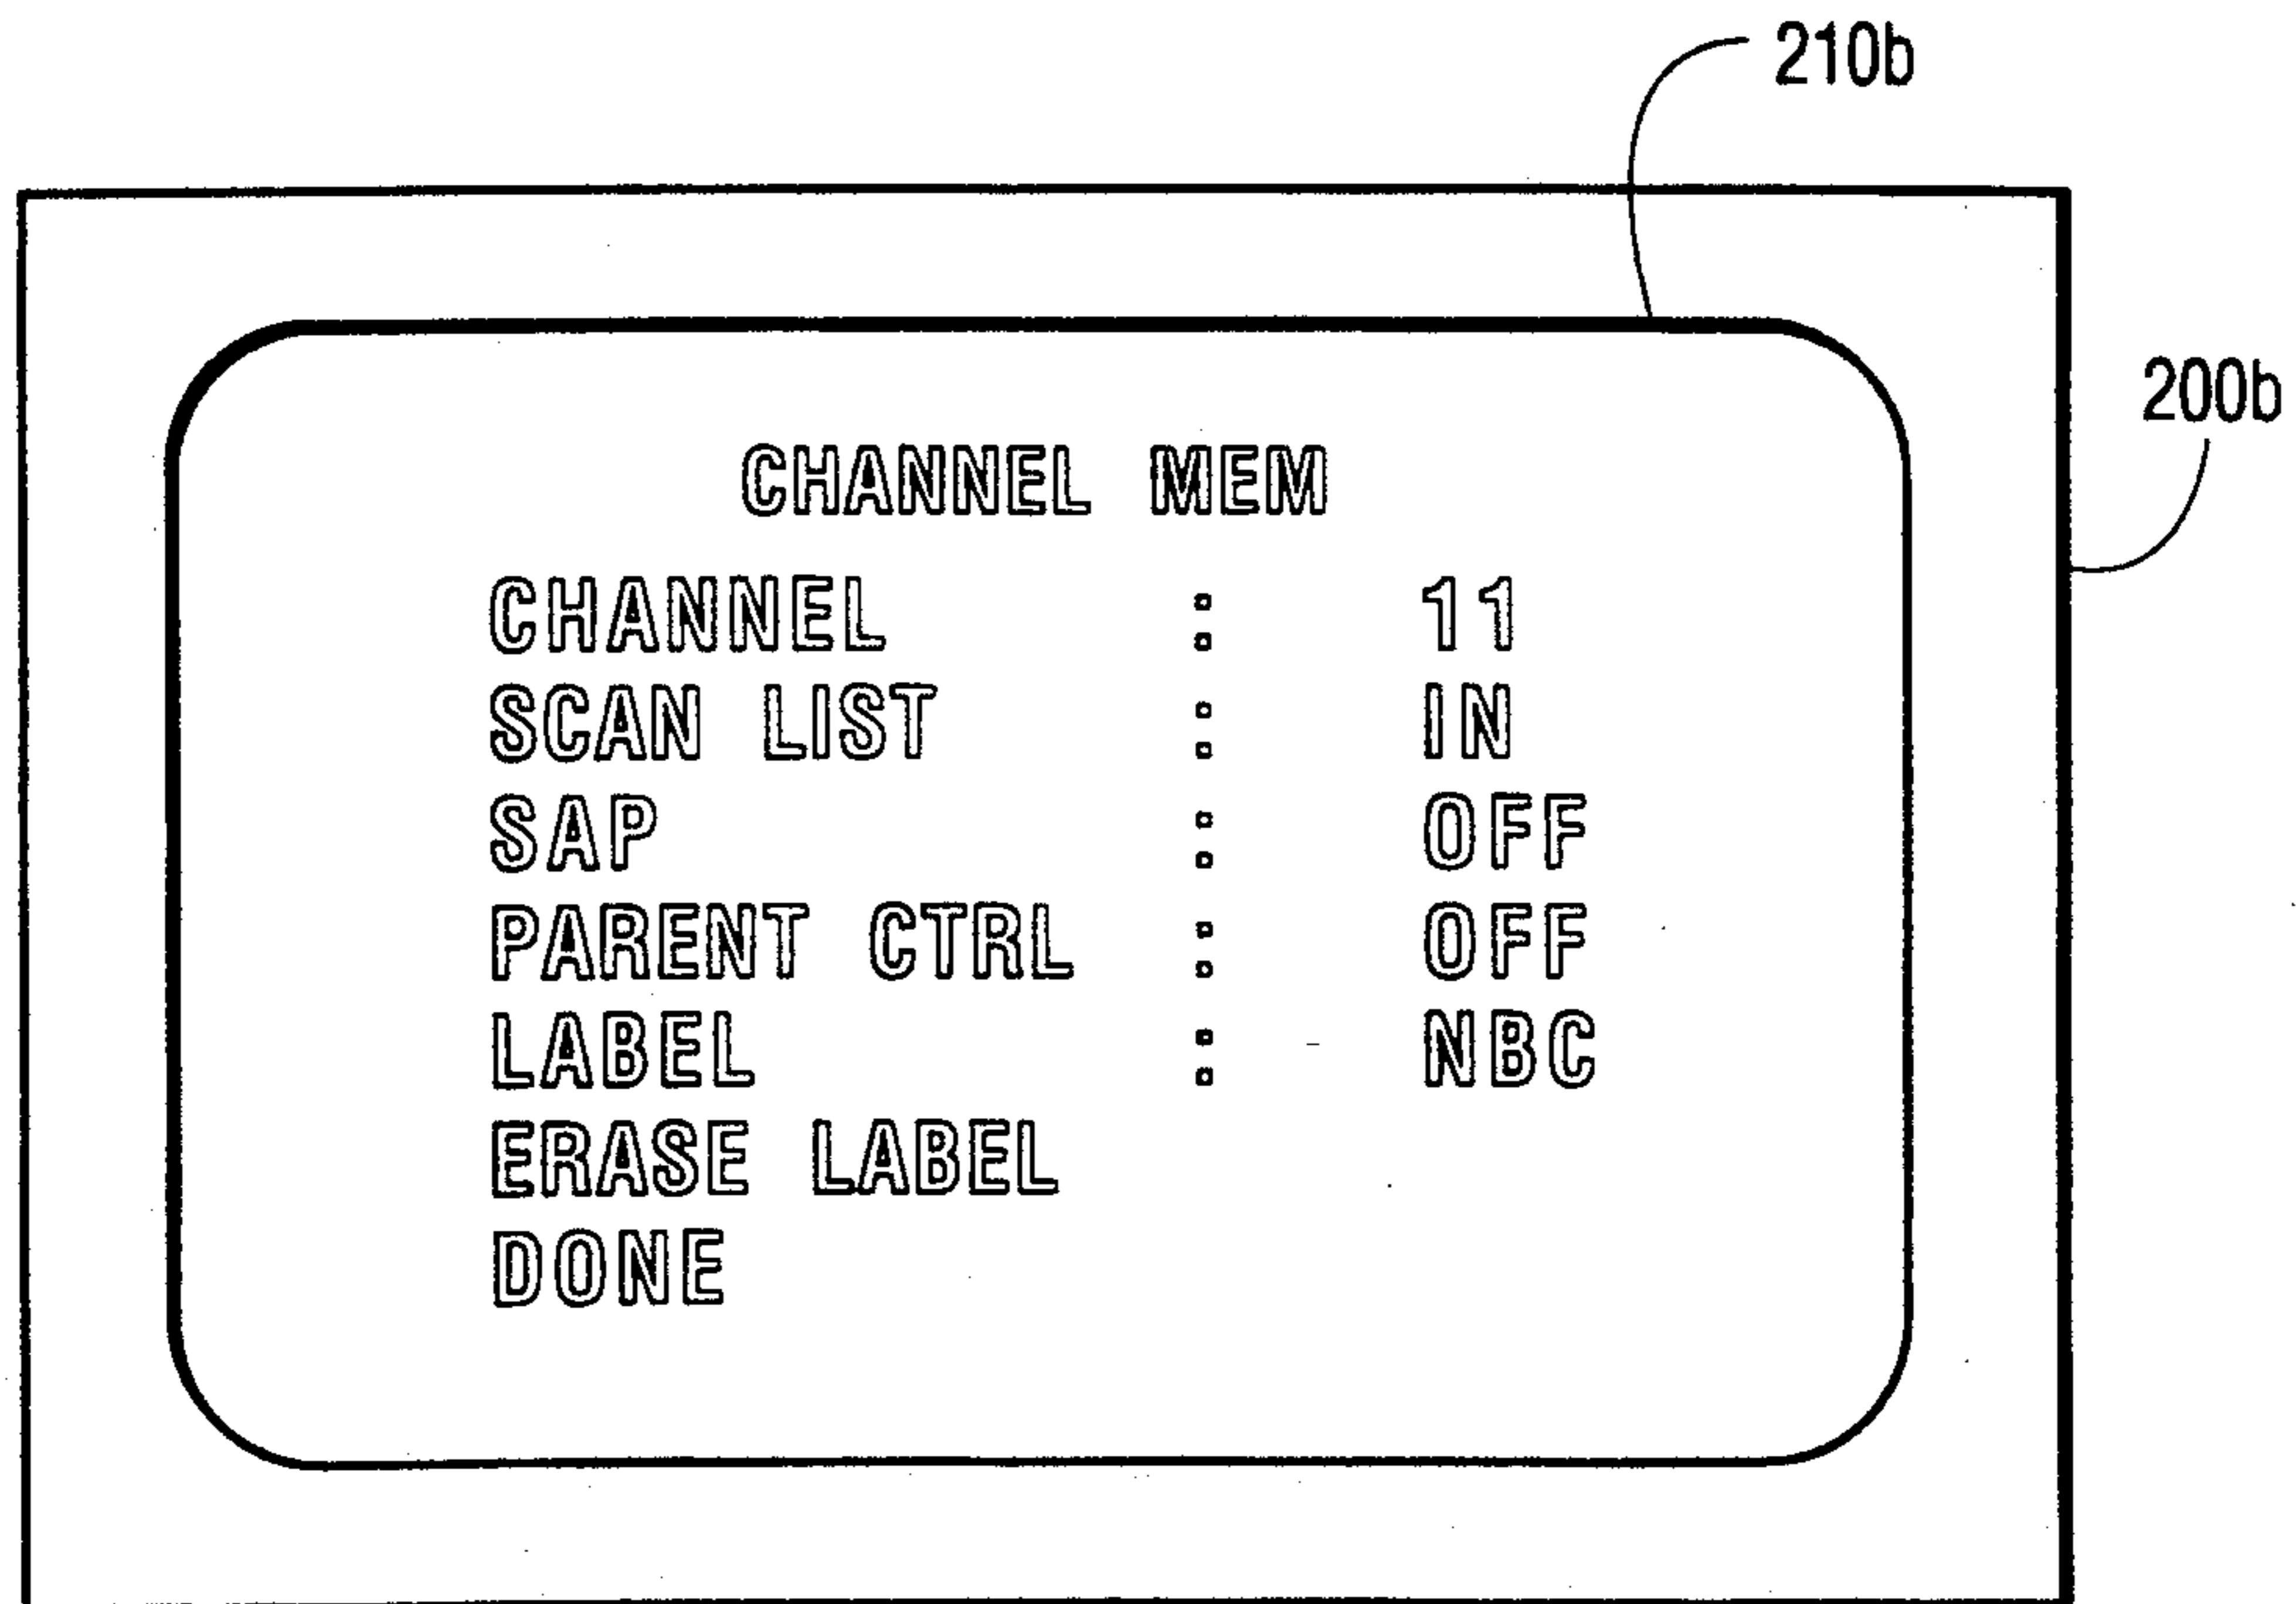 210b
200b
CHANNEL MEM
CHANNEL : 11
SCAN LIST : IN
SAP : OFF
PARENT CTRL : OFF
LABEL : NBC
ERASE LABEL
DONE